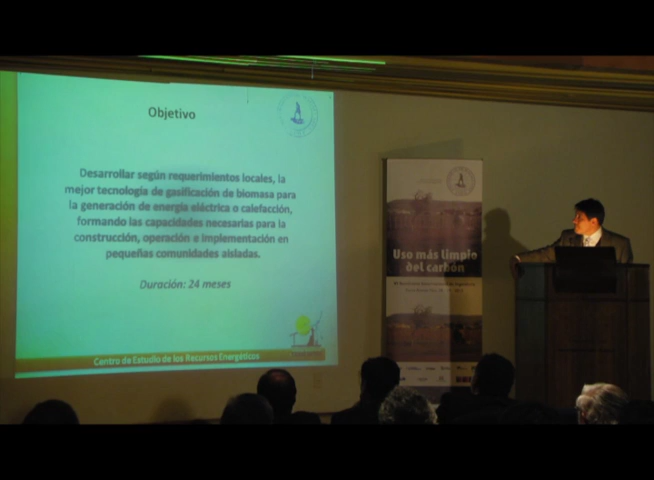 Objetivo
Desarrollar según requerimientos locales, la
mejor tecnología de gasificación de biomasa para
la generación de energía eléctrica o calefacción,
formando las capacidades necesarias para la
construcción, operación e implementación en
pequeñas comunidades aisladas.
Duración: 24 meses
Centro de Estudio de los Recursos Energéticos
Uso más limpio
del carbón